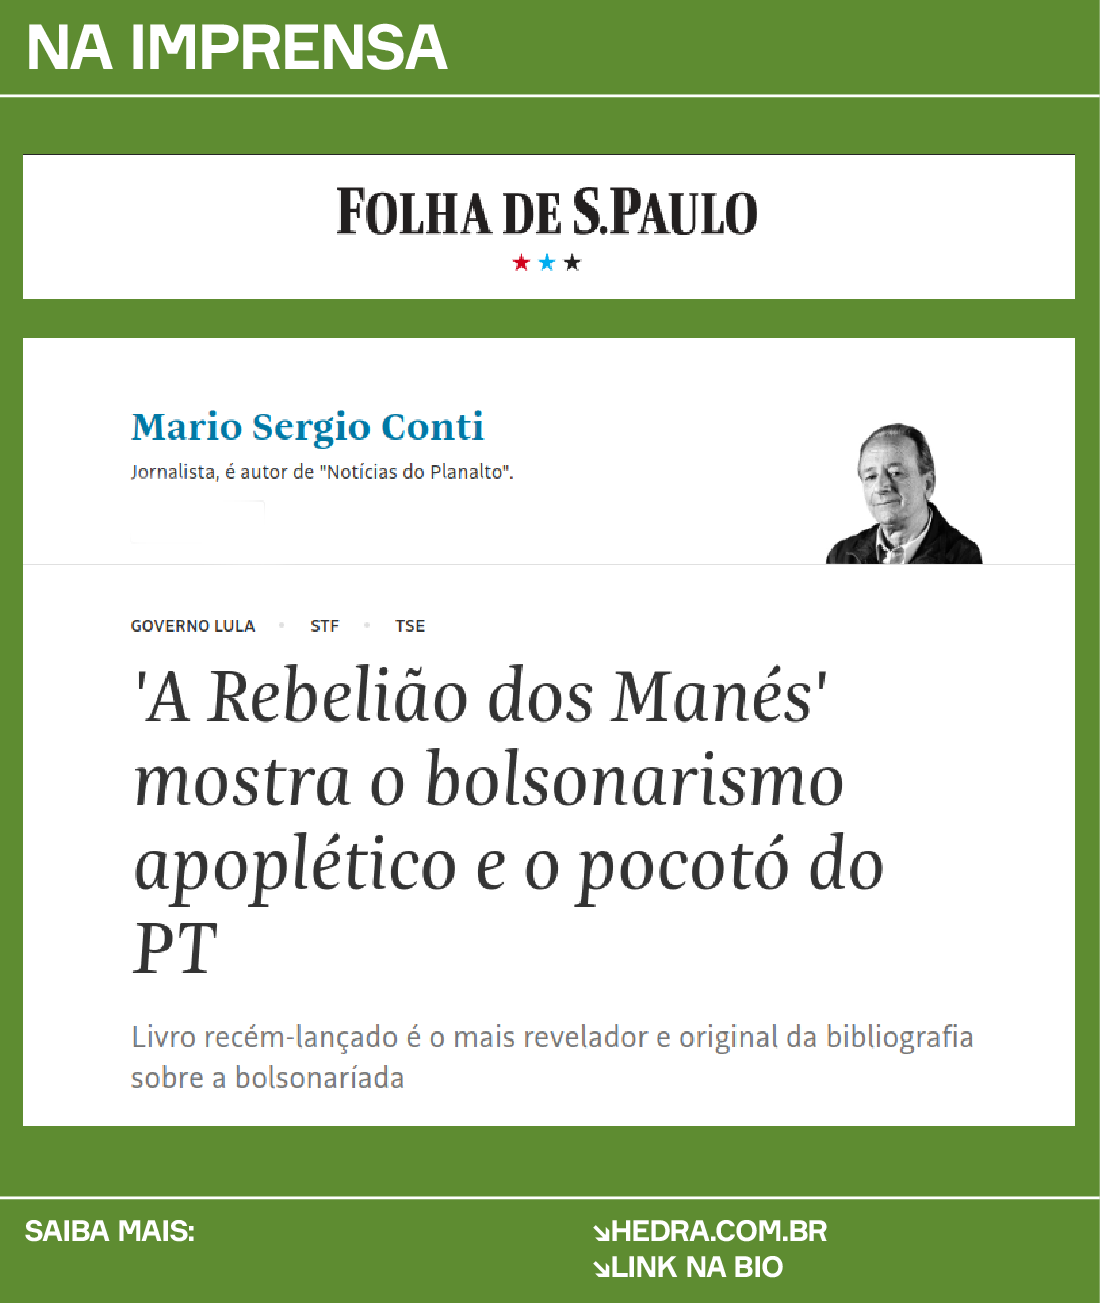 NA IMPRENSA
FOLHA DE S.PAULO
Mario Sergio Conti
Jornalista, é autor de "Notícias do Planalto".
GOVERNO LULA • STF • TSE
'A Rebelião dos Manés'
mostra o bolsonarismo
apoplético e o pocotó do
PT
Livro recém-lançado é o mais revelador e original da bibliografia
sobre a bolsonaríada
SAIBA MAIS:
↘HEDRA.COM.BR
↘LINK NA BIO